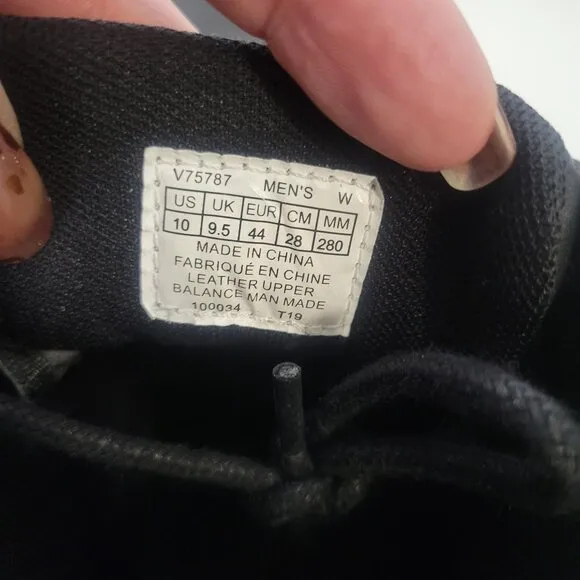 V75787 MEN'S W
US UK EUR CM MM
10 9.5 44 28 280
MADE IN CHINA
FABRIQUÉ EN CHINE
LEATHER UPPER
BALANCE MAN MADE
100034 T19